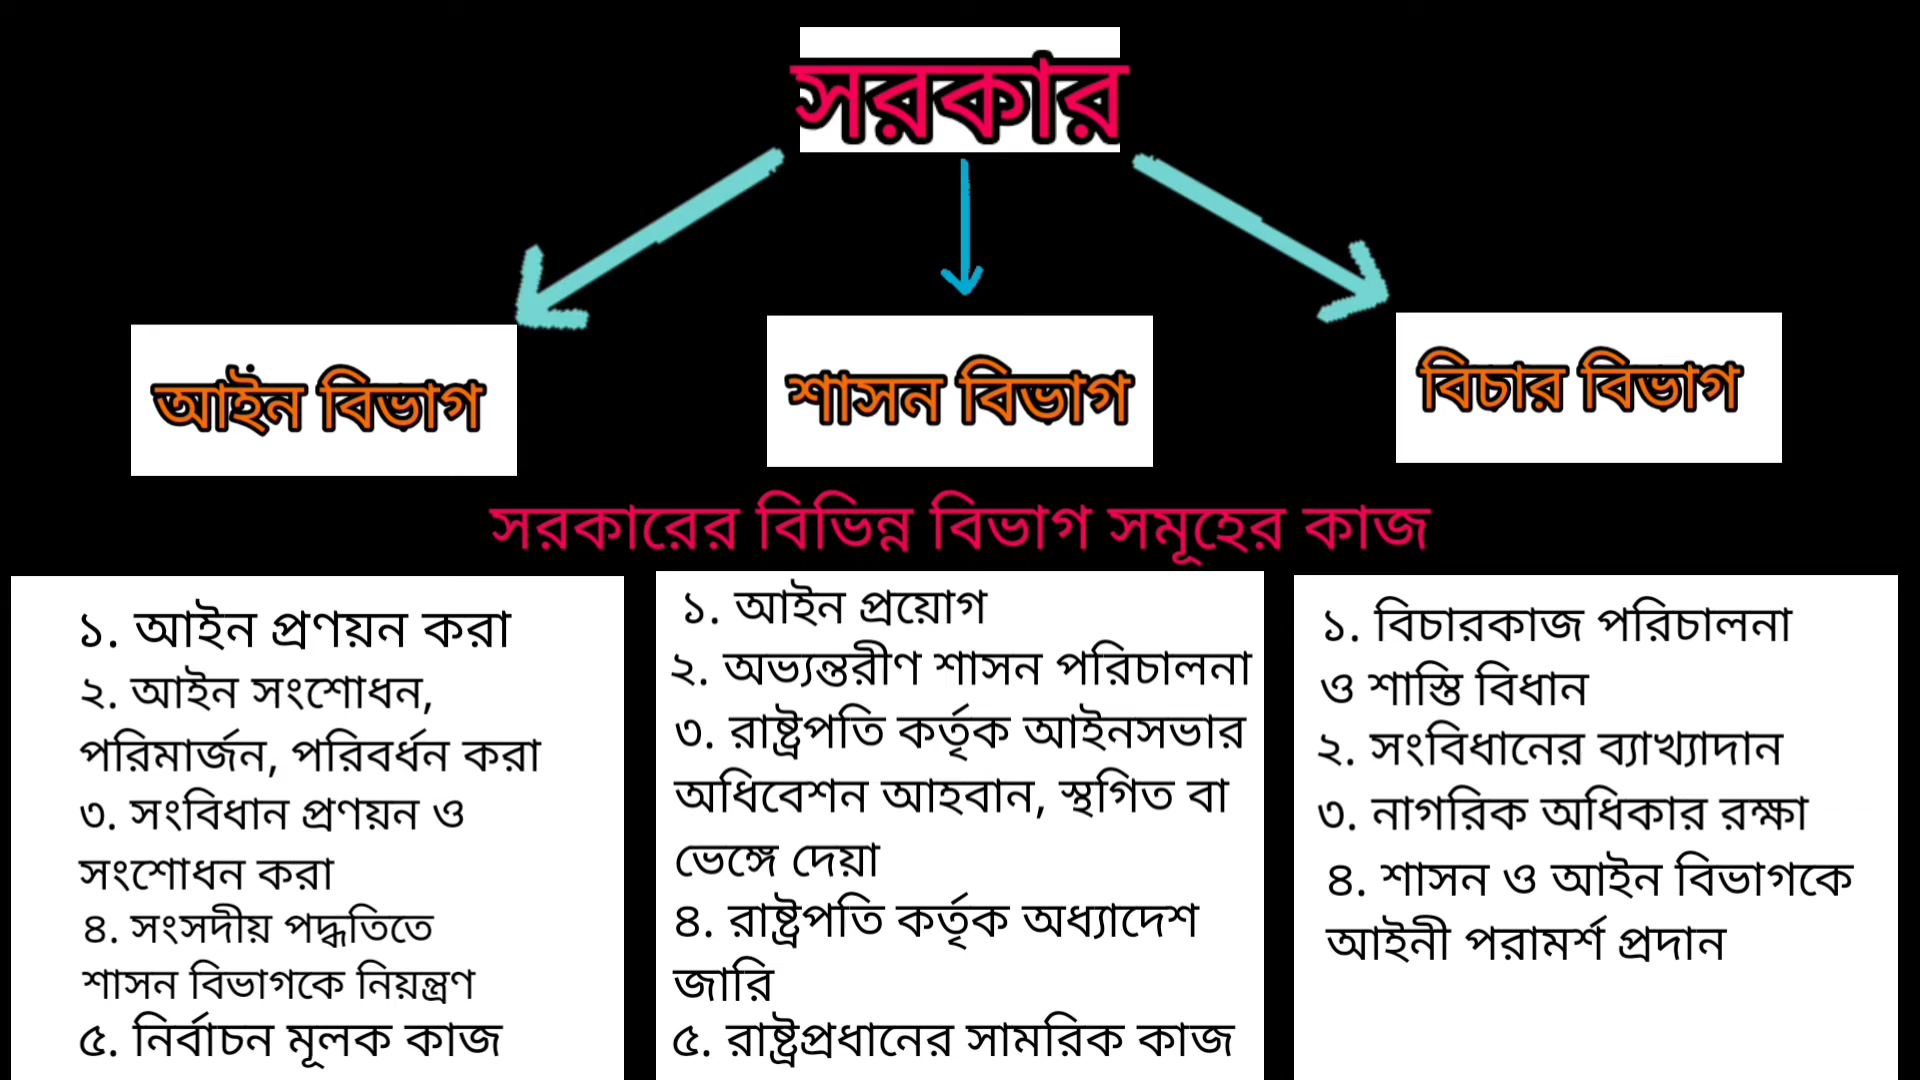 সরকার
আইন বিভাগ
শাসন বিভাগ
বিচার বিভাগ
সরকারের বিভিন্ন বিভাগ সমূহের কাজ
১. আইন প্রণয়ন করা
২. আইন সংশোধন,
পরিমার্জন, পরিবর্ধন করা
৩. সংবিধান প্রণয়ন ও
সংশোধন করা
৪. সংসদীয় পদ্ধতিতে
শাসন বিভাগকে নিয়ন্ত্রণ
৫. নির্বাচন মূলক কাজ
১. আইন প্রয়োগ
২. অভ্যন্তরীণ শাসন পরিচালনা
৩. রাষ্ট্রপতি কর্তৃক আইনসভার
অধিবেশন আহবান, স্থগিত বা
ভেঙ্গে দেয়া
৪. রাষ্ট্রপতি কর্তৃক অধ্যাদেশ
জারি
৫. রাষ্ট্রপ্রধানের সামরিক কাজ
১. বিচারকাজ পরিচালনা
ও শাস্তি বিধান
২. সংবিধানের ব্যাখ্যাদান
৩. নাগরিক অধিকার রক্ষা
৪. শাসন ও আইন বিভাগকে
আইনী পরামর্শ প্রদান